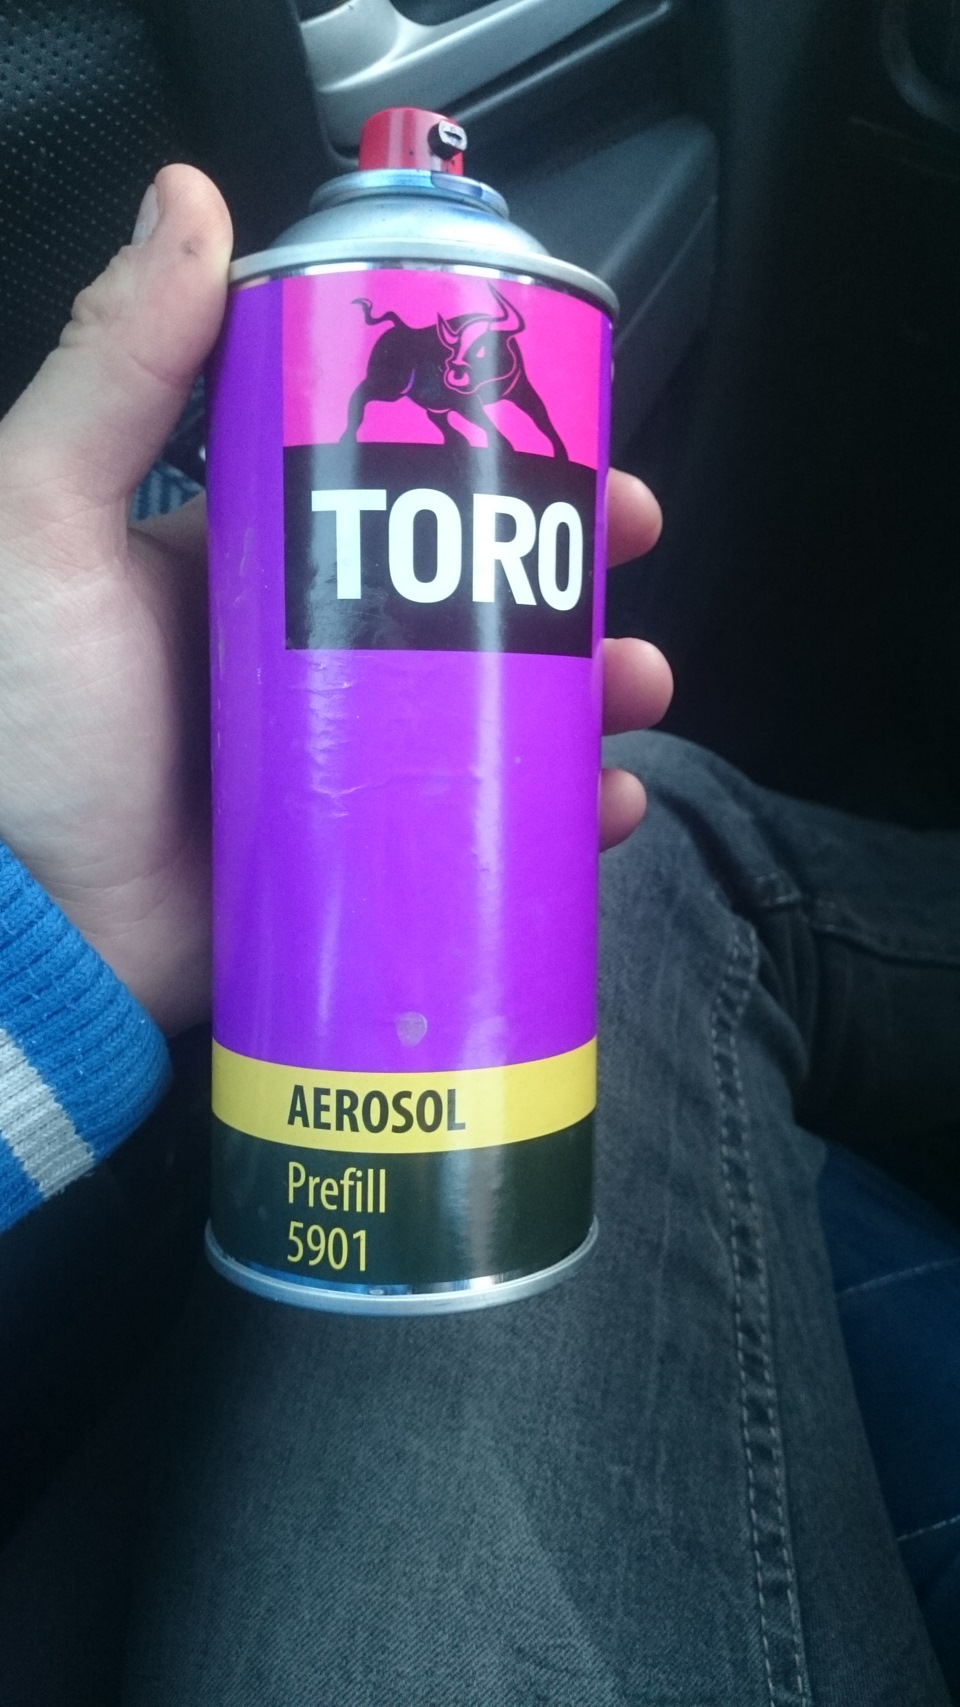 TORO
AEROSOL
Prefill
5901